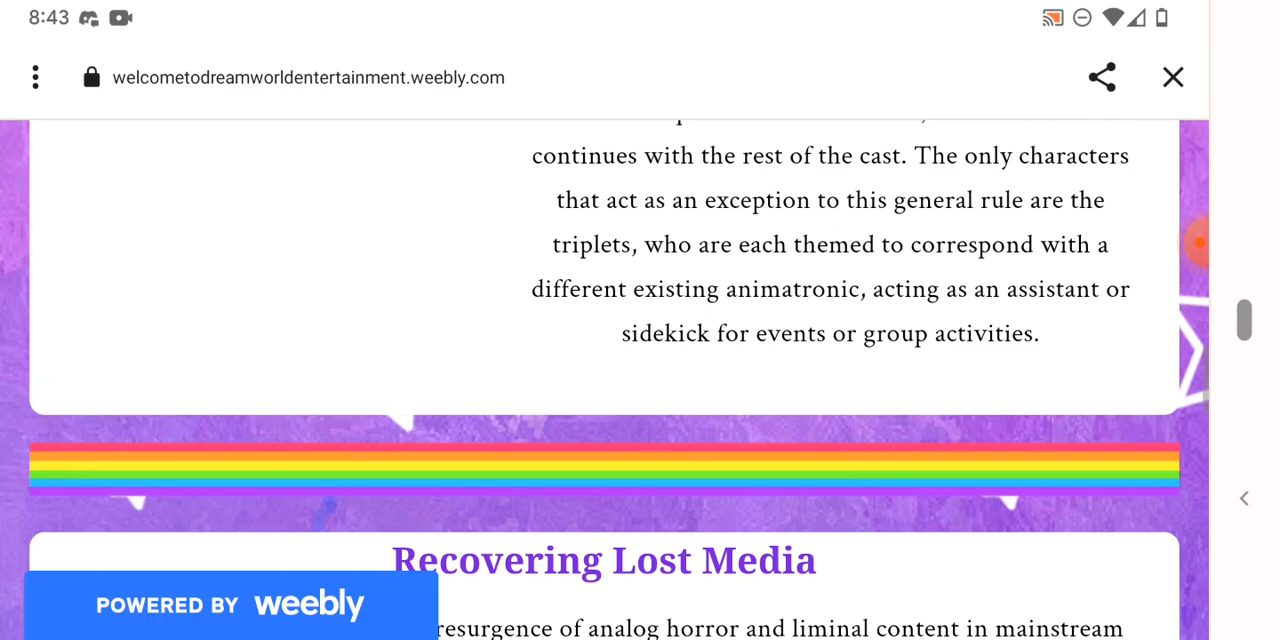 8:43
welcometodreamworldentertainment.weebly.com
continues with the rest of the cast. The only characters
that act as an exception to this general rule are the
triplets, who are each themed to correspond with a
different existing animatronic, acting as an assistant or
sidekick for events or group activities.
Recovering Lost Media
resurgence of analog horror and liminal content in mainstream
POWERED BY weebly